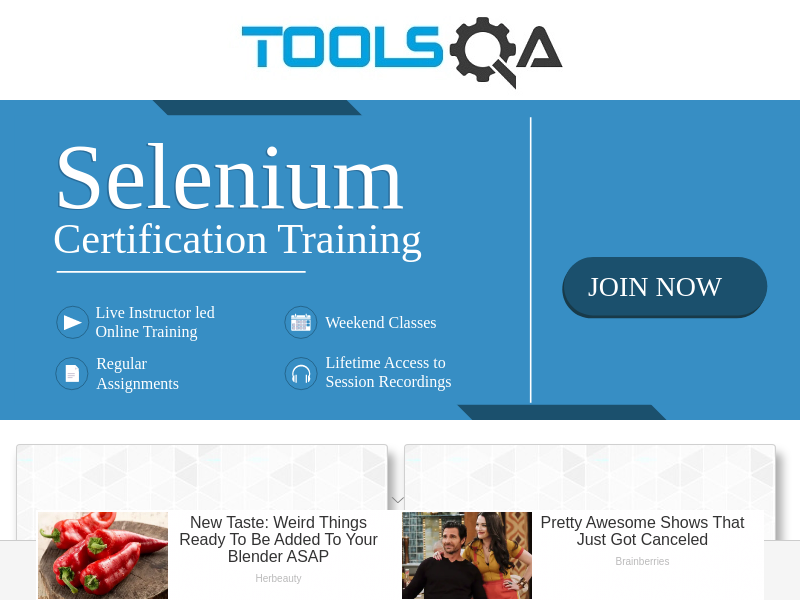 TOOLSQA
Selenium
Certification Training
JOIN NOW
Live Instructor led
Online Training
Weekend Classes
Regular
Assignments
Lifetime Access to
Session Recordings
New Taste: Weird Things
Ready To Be Added To Your
Blender ASAP
Herbeauty
Pretty Awesome Shows That
Just Got Canceled
Brainberries